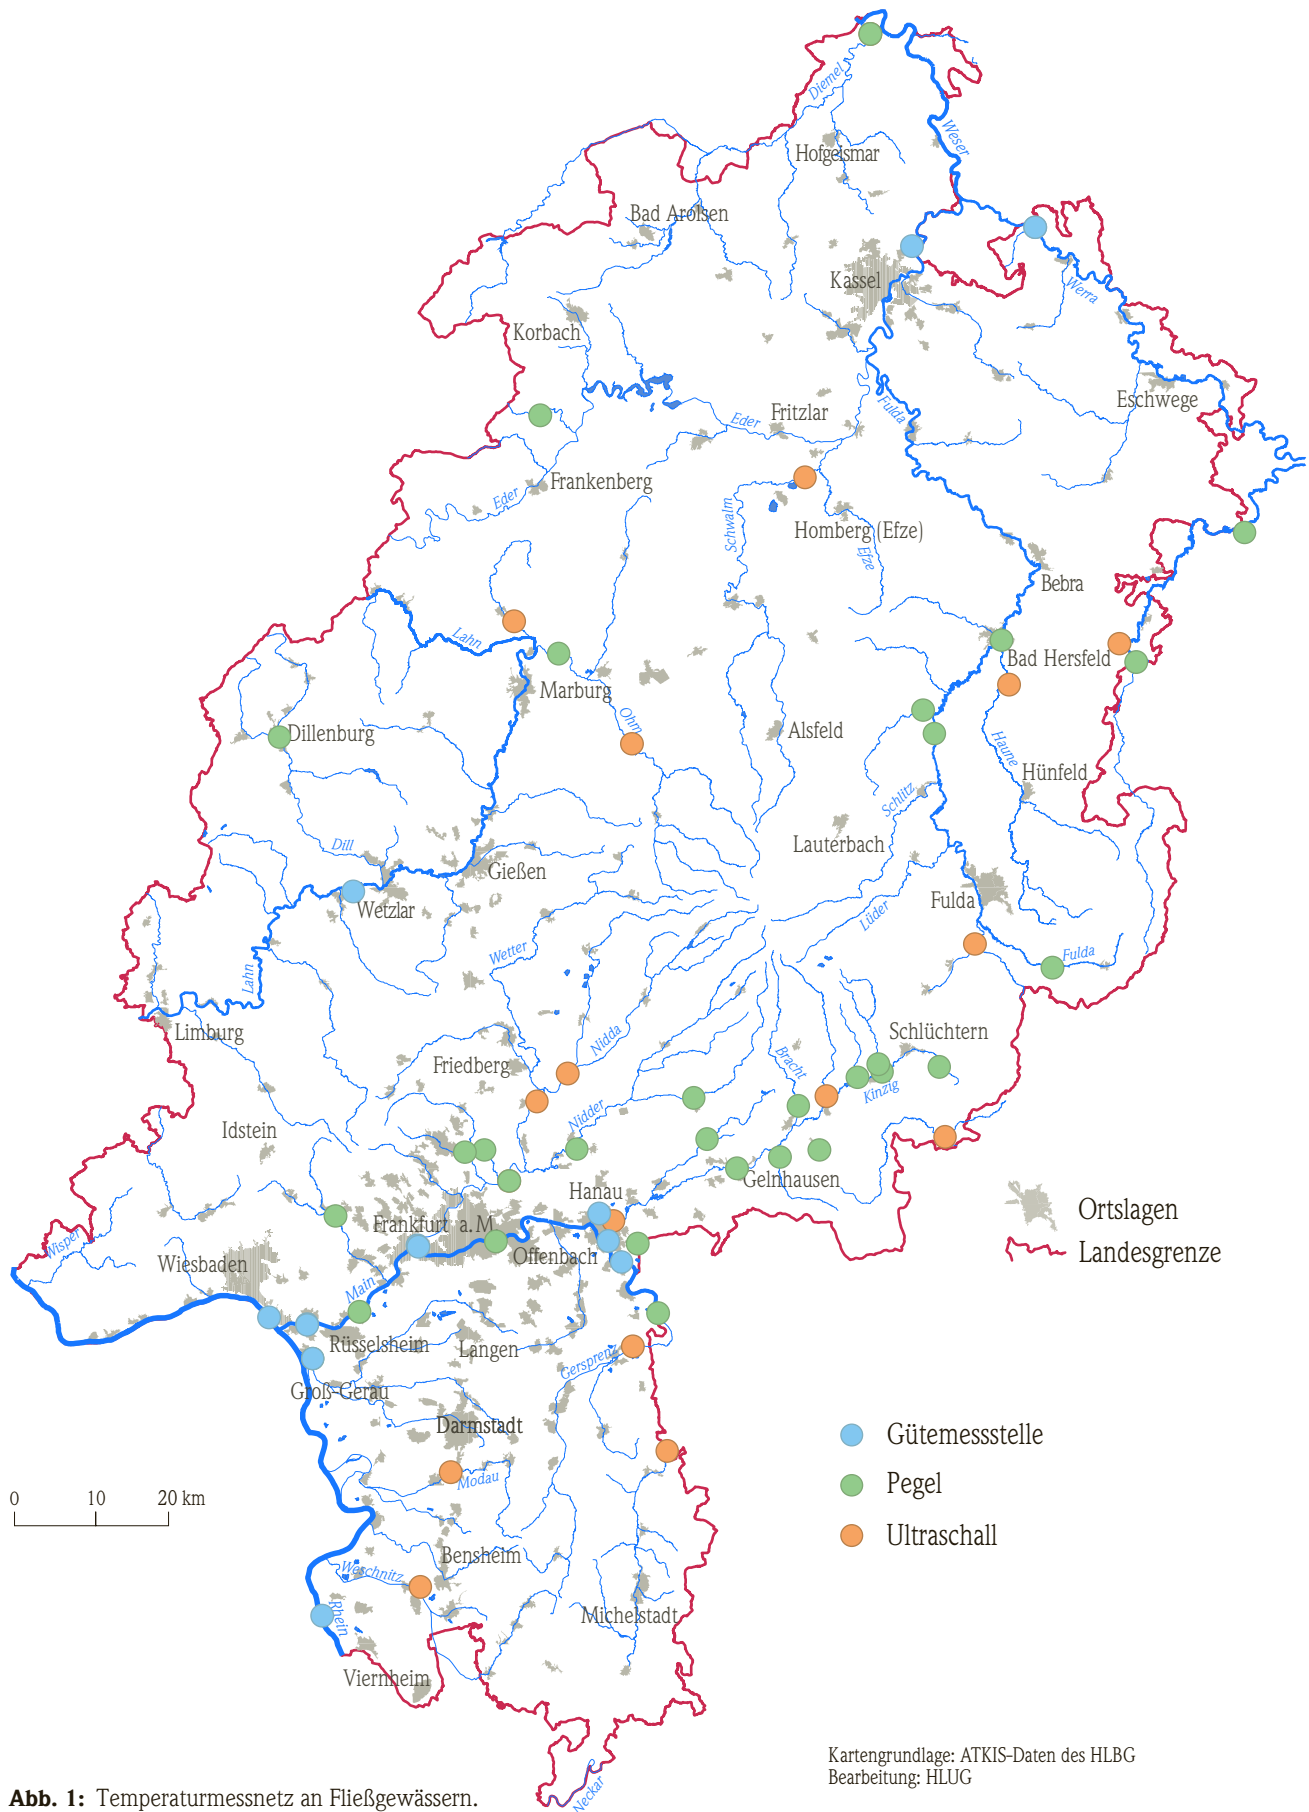 Diemel
Weser
Hofgeismar
Bad Arolsen
Kassel
Werra
Korbach
Eschwege
Fritzlar
Eder
Fulda
Frankenberg
Eder
Schwalm
Homberg (Efze)
Efze
Bebra
Lahn
Bad Hersfeld
Marburg
Ohm
Dillenburg
Alsfeld
Haune
Hünfeld
Schlitz
Dill
Lauterbach
Gießen
Wetzlar
Fulda
Lüder
Wetter
Fulda
Lahn
Limburg
Schlüchtern
Nidda
Friedberg
Bracht
Kinzig
Nidder
Idstein
Gelnhausen
Hanau
Ortslagen
Frankfurt a.M
Landesgrenze
Wisper
Offenbach
Wiesbaden
Main
Rüsselsheim
Langen
Gersprenz
Groß-Gerau
Darmstadt
Gütemessstelle
Modau
Pegel
0 10 20 km
Ultraschall
Bensheim
Weschnitz
Rhein
Michelstadt
Viernheim
Kartengrundlage: ATKIS-Daten des HLBG
Bearbeitung: HLUG
Neckar
Abb. 1: Temperaturmessnetz an Fließgewässern.